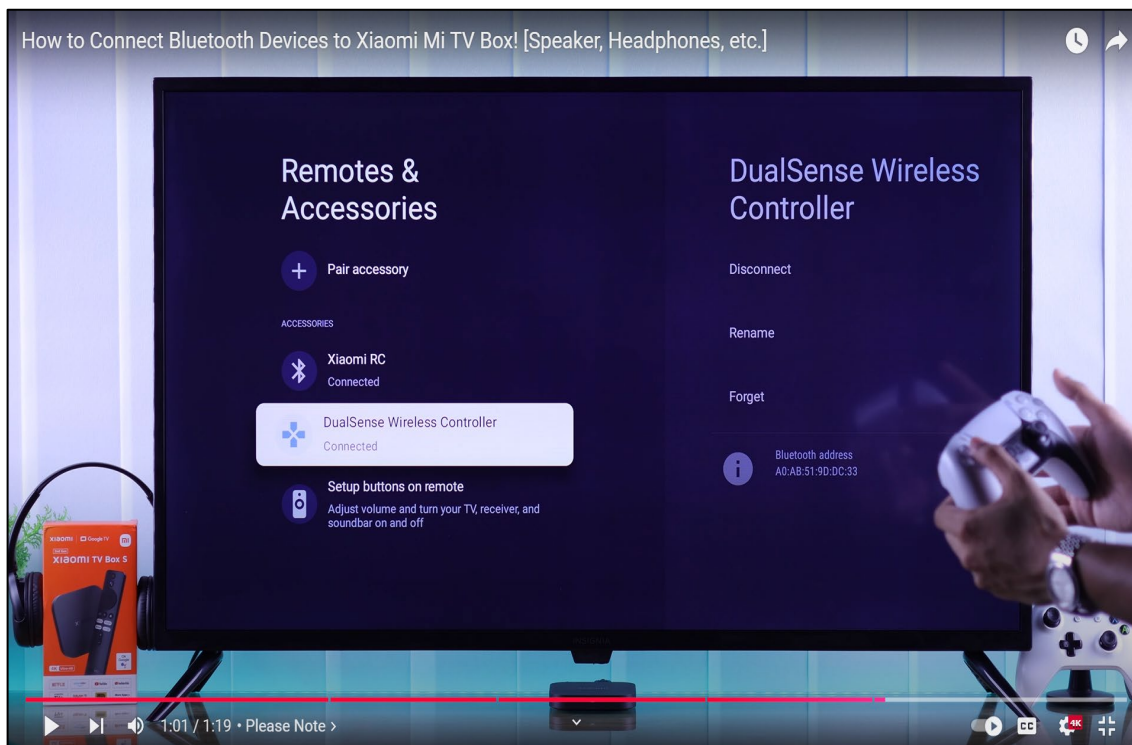 How to Connect Bluetooth Devices to Xiaomi Mi TV Box! [Speaker, Headphones, etc.]
Remotes &
Accessories
Pair accessory
ACCESSORIES
Xiaomi RC
Connected
DualSense Wireless Controller
Connected
Setup buttons on remote
Adjust volume and turn your TV, receiver, and
soundbar on and off
DualSense Wireless
Controller
Disconnect
Rename
Forget
Bluetooth address
A0:AB:51:9D:DC:33
xiaomi Google TV
xiaomi TV Box S
1:01 / 1:19 • Please Note ›
CC
4K